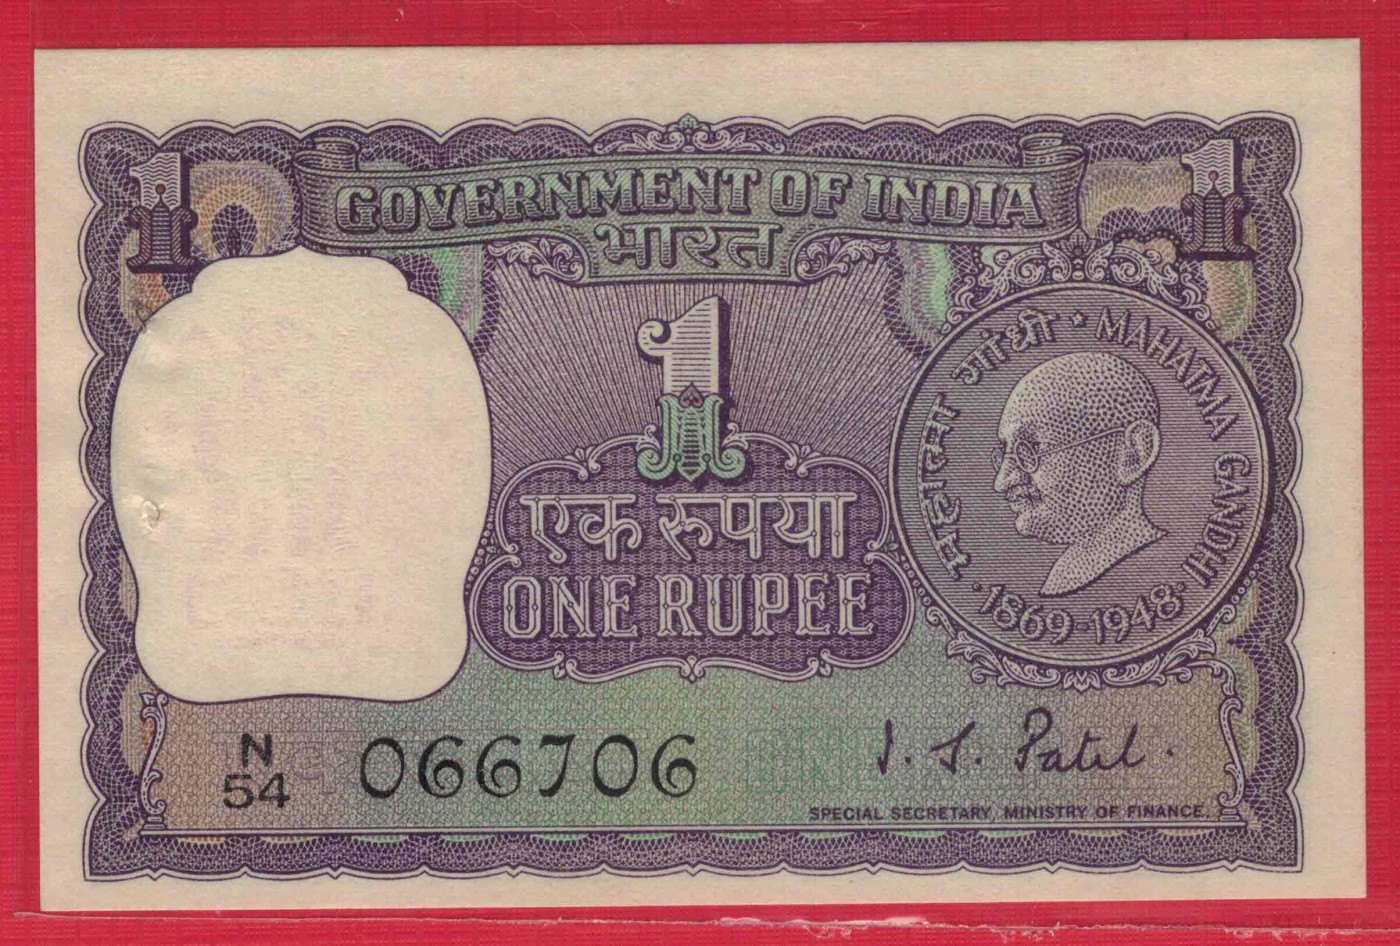 1 1
GOVERNMENT OF INDIA
भारत
1
महात्मा गांधी * MAHATMA GANDHI
· 1869-1948 ·
एक रुपया
ONE RUPEE
N
54 066706
I. J. Patel.
SPECIAL SECRETARY, MINISTRY OF FINANCE.